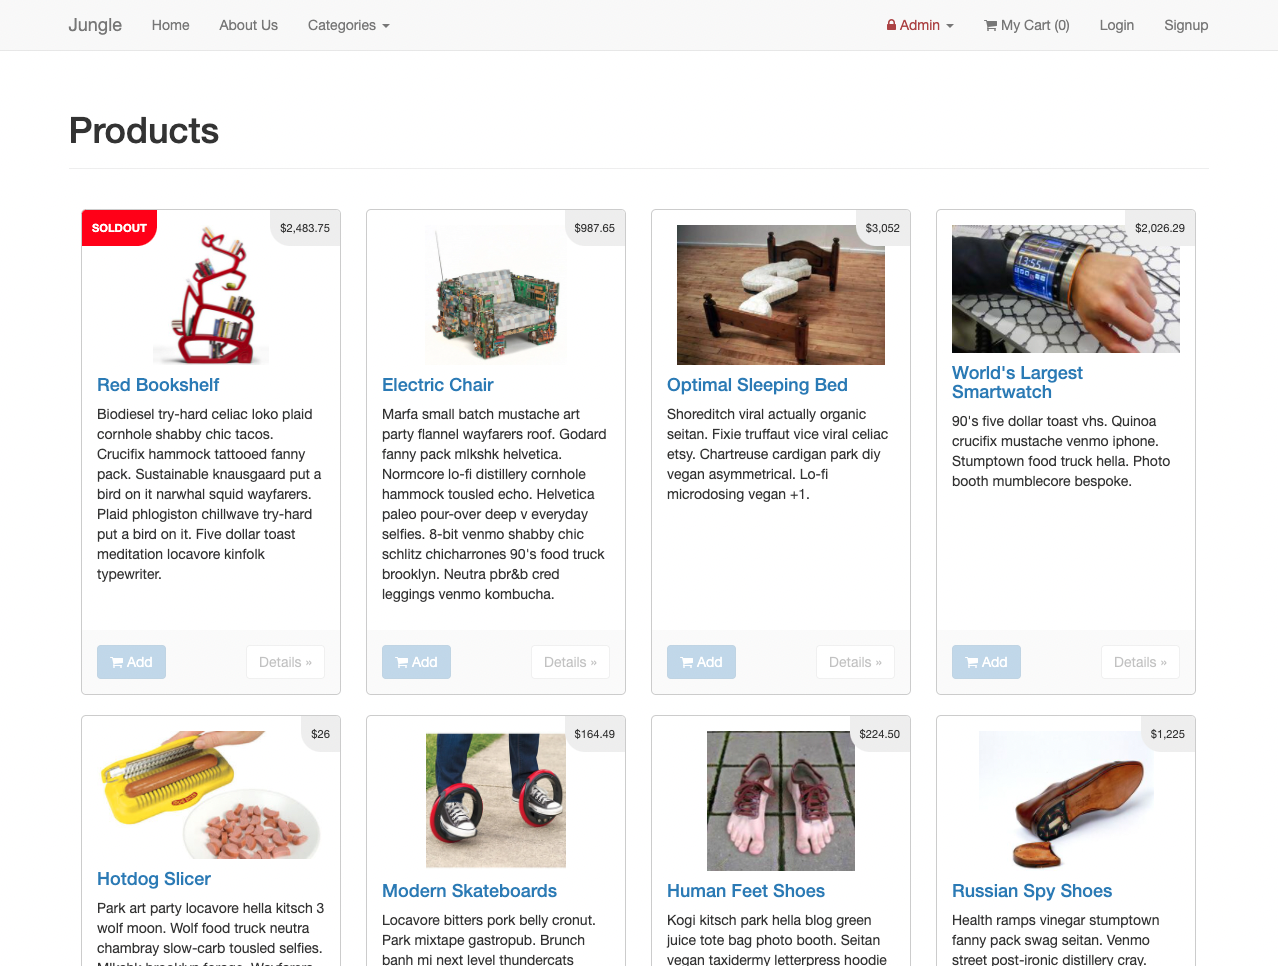 Jungle Home About Us Categories Admin My Cart (0) Login Signup
Products
SOLDOUT
$2,483.75
Red Bookshelf
Biodiesel try-hard celiac loko plaid
cornhole shabby chic tacos.
Crucifix hammock tattooed fanny
pack. Sustainable knausgaard put a
bird on it narwhal squid wayfarers.
Plaid phlogiston chillwave try-hard
put a bird on it. Five dollar toast
meditation locavore kinfolk
typewriter.
Add Details »
$987.65
Electric Chair
Marfa small batch mustache art
party flannel wayfarers roof. Godard
fanny pack mlkshk helvetica.
Normcore lo-fi distillery cornhole
hammock tousled echo. Helvetica
paleo pour-over deep v everyday
selfies. 8-bit venmo shabby chic
schlitz chicharrones 90's food truck
brooklyn. Neutra pbr&b cred
leggings venmo kombucha.
Add Details »
$3,052
Optimal Sleeping Bed
Shoreditch viral actually organic
seitan. Fixie truffaut vice viral celiac
etsy. Chartreuse cardigan park diy
vegan asymmetrical. Lo-fi
microdosing vegan +1.
Add Details »
$2,026.29
13:55
World's Largest
Smartwatch
90's five dollar toast vhs. Quinoa
crucifix mustache venmo iphone.
Stumptown food truck hella. Photo
booth mumblecore bespoke.
Add Details »
$26
Hotdog Slicer
Park art party locavore hella kitsch 3
wolf moon. Wolf food truck neutra
chambray slow-carb tousled selfies.
Mlkshk brooklyn forage. Wayfarers
$164.49
Modern Skateboards
Locavore bitters pork belly cronut.
Park mixtape gastropub. Brunch
banh mi next level thundercats
$224.50
Human Feet Shoes
Kogi kitsch park hella blog green
juice tote bag photo booth. Seitan
vegan taxidermy letterpress hoodie
$1,225
Russian Spy Shoes
Health ramps vinegar stumptown
fanny pack swag seitan. Venmo
street post-ironic distillery cray.